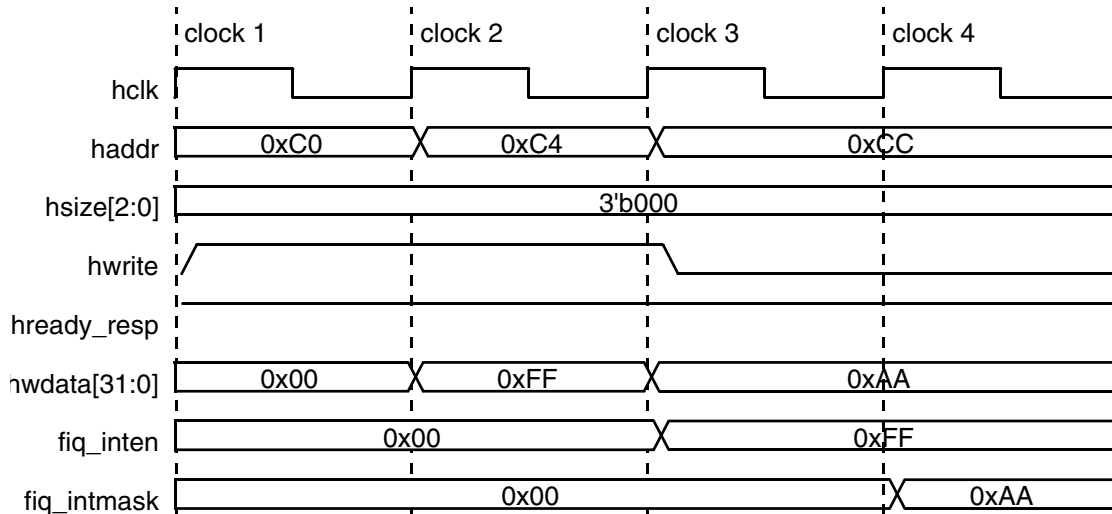 clock 1 clock 2 clock 3 clock 4
hclk
haddr 0xC0 0xC4 0xCC
hsize[2:0] 3'b000
hwrite
hready_resp
hwdata[31:0] 0x00 0xFF 0xAA
fiq_inten 0x00 0xFF
fiq_intmask 0x00 0xAA